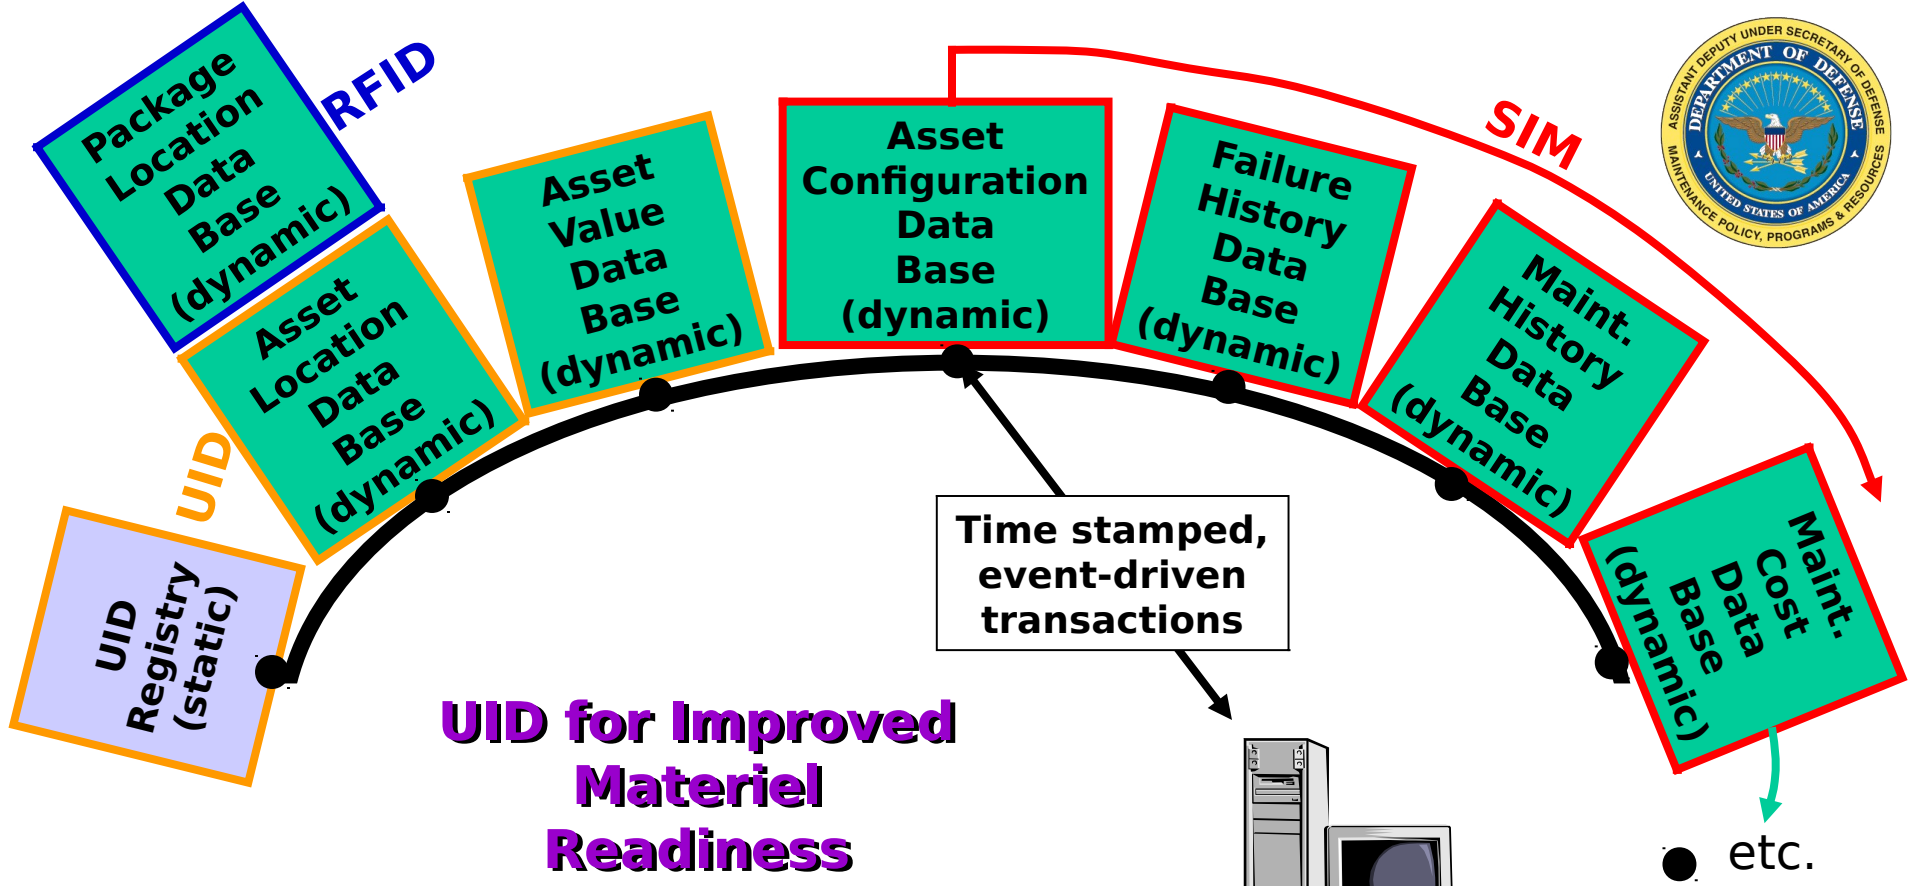 Package
Location
Data
Base
(dynamic)
RFID
Asset
Location
Data
Base
(dynamic)
UID
UID
Registry
(static)
Asset
Value
Data
Base
(dynamic)
Asset
Configuration
Data
Base
(dynamic)
Failure
History
Data
Base
(dynamic)
SIM
Maint.
History
Data
Base
(dynamic)
Maint.
Cost
Data
Base
(dynamic)
ASSISTANT DEPUTY UNDER SECRETARY OF DEFENSE
DEPARTMENT OF DEFENSE
UNITED STATES OF AMERICA
MAINTENANCE POLICY, PROGRAMS & RESOURCES
Time stamped,
event-driven
transactions
UID for Improved
Materiel
Readiness
etc.